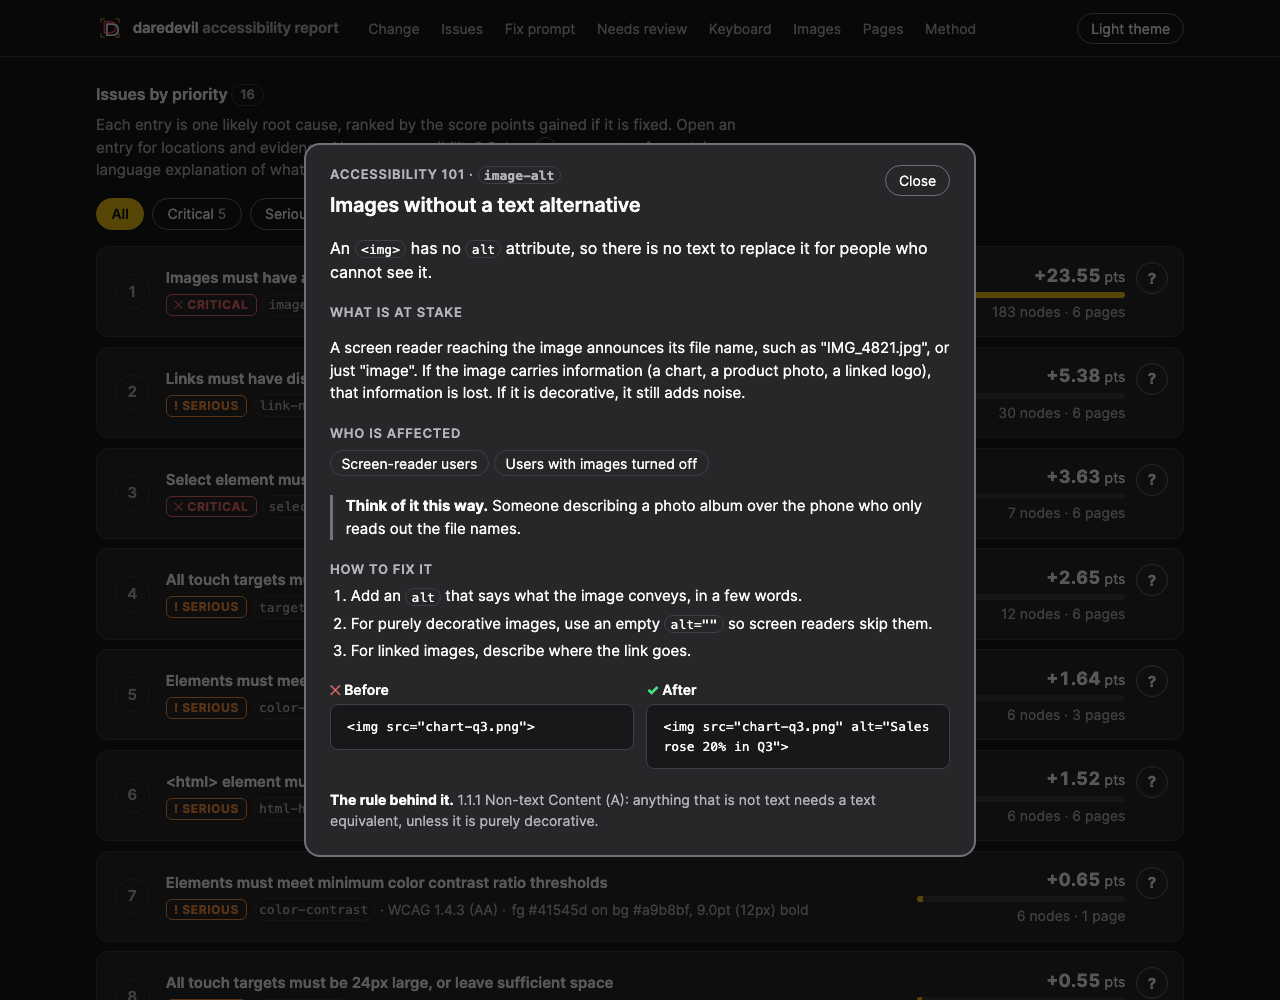 daredevil accessibility report
Change
Issues
Fix prompt
Needs review
Keyboard
Images
Pages
Method
Light theme
Issues by priority 16
Each entry is one likely root cause, ranked by the score points gained if it is fixed. Open an
entry for locations and
language explanation of what
All
Critical 5
ACCESSIBILITY 101 · image-alt
Close
Images without a text alternative
An <img> has no alt attribute, so there is no text to replace it for people who
cannot see it.
WHAT IS AT STAKE
A screen reader reaching the image announces its file name, such as "IMG_4821.jpg", or
just "image". If the image carries information (a chart, a product photo, a linked logo),
that information is lost. If it is decorative, it still adds noise.
WHO IS AFFECTED
Screen-reader users
Users with images turned off
Think of it this way. Someone describing a photo album over the phone who only
reads out the file names.
HOW TO FIX IT
1. Add an alt that says what the image conveys, in a few words.
2. For purely decorative images, use an empty alt="" so screen readers skip them.
3. For linked images, describe where the link goes.
Before
<img src="chart-q3.png">
After
<img src="chart-q3.png" alt="Sales
rose 20% in Q3">
The rule behind it. 1.1.1 Non-text Content (A): anything that is not text needs a text
equivalent, unless it is purely decorative.
1
Images must have
CRITICAL
+23.55 pts
?
183 nodes · 6 pages
2
Links must have
! SERIOUS
+5.38 pts
?
30 nodes · 6 pages
3
Select element
CRITICAL
+3.63 pts
?
7 nodes · 6 pages
4
All touch targets
! SERIOUS
target
+2.65 pts
?
12 nodes · 6 pages
5
Elements must
! SERIOUS
color-
+1.64 pts
?
6 nodes · 3 pages
6
<html> element
! SERIOUS
+1.52 pts
?
6 nodes · 6 pages
7
Elements must meet minimum color contrast ratio thresholds
! SERIOUS color-contrast · WCAG 1.4.3 (AA) · fg #41545d on bg #a9b8bf, 9.0pt (12px) bold
+0.65 pts
?
6 nodes · 1 page
8
All touch targets must be 24px large, or leave sufficient space
+0.55 pts
?